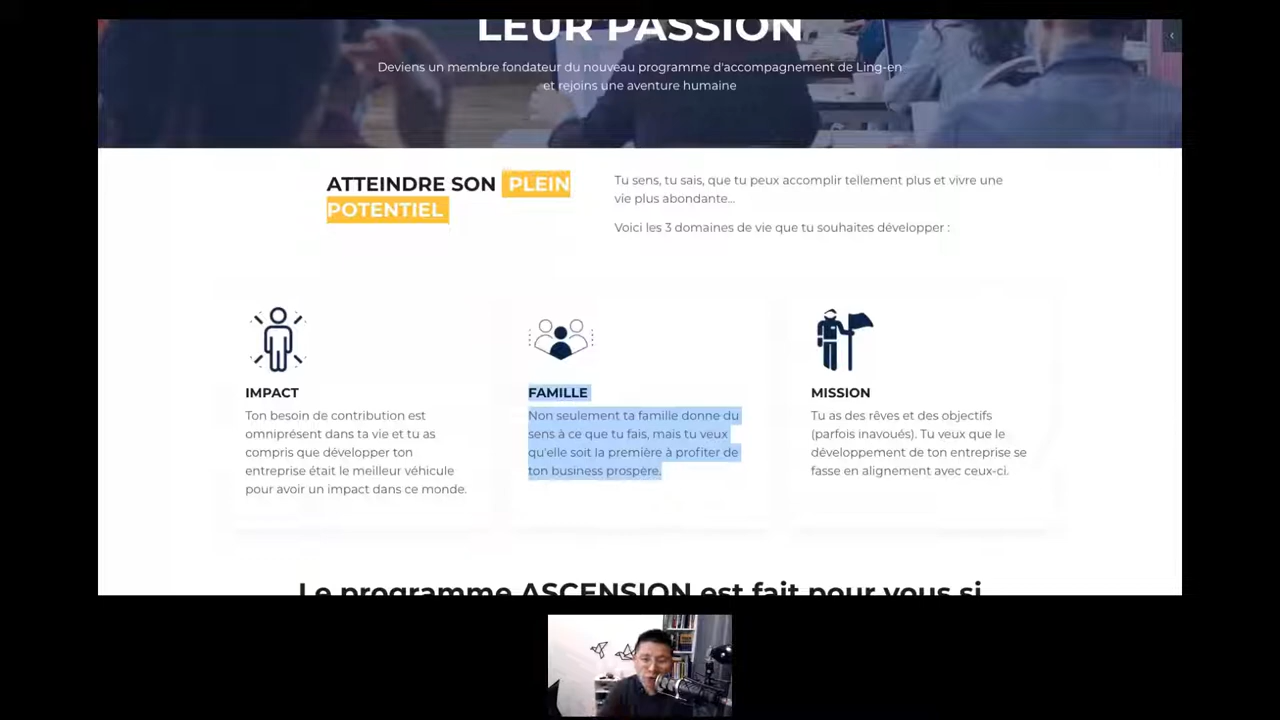 LEUR PASSION
Deviens un membre fondateur du nouveau programme d'accompagnement de Ling-en
et rejoins une aventure humaine
ATTEINDRE SON PLEIN
POTENTIEL
Tu sens, tu sais, que tu peux accomplir tellement plus et vivre une
vie plus abondante...
Voici les 3 domaines de vie que tu souhaites développer :
IMPACT
Ton besoin de contribution est
omniprésent dans ta vie et tu as
compris que développer ton
entreprise était le meilleur véhicule
pour avoir un impact dans ce monde.
FAMILLE
Non seulement ta famille donne du
sens à ce que tu fais, mais tu veux
qu'elle soit la première à profiter de
ton business prospère.
MISSION
Tu as des rêves et des objectifs
(parfois inavoués). Tu veux que le
développement de ton entreprise se
fasse en alignement avec ceux-ci.
Le programme ASCENSION est fait pour vous si